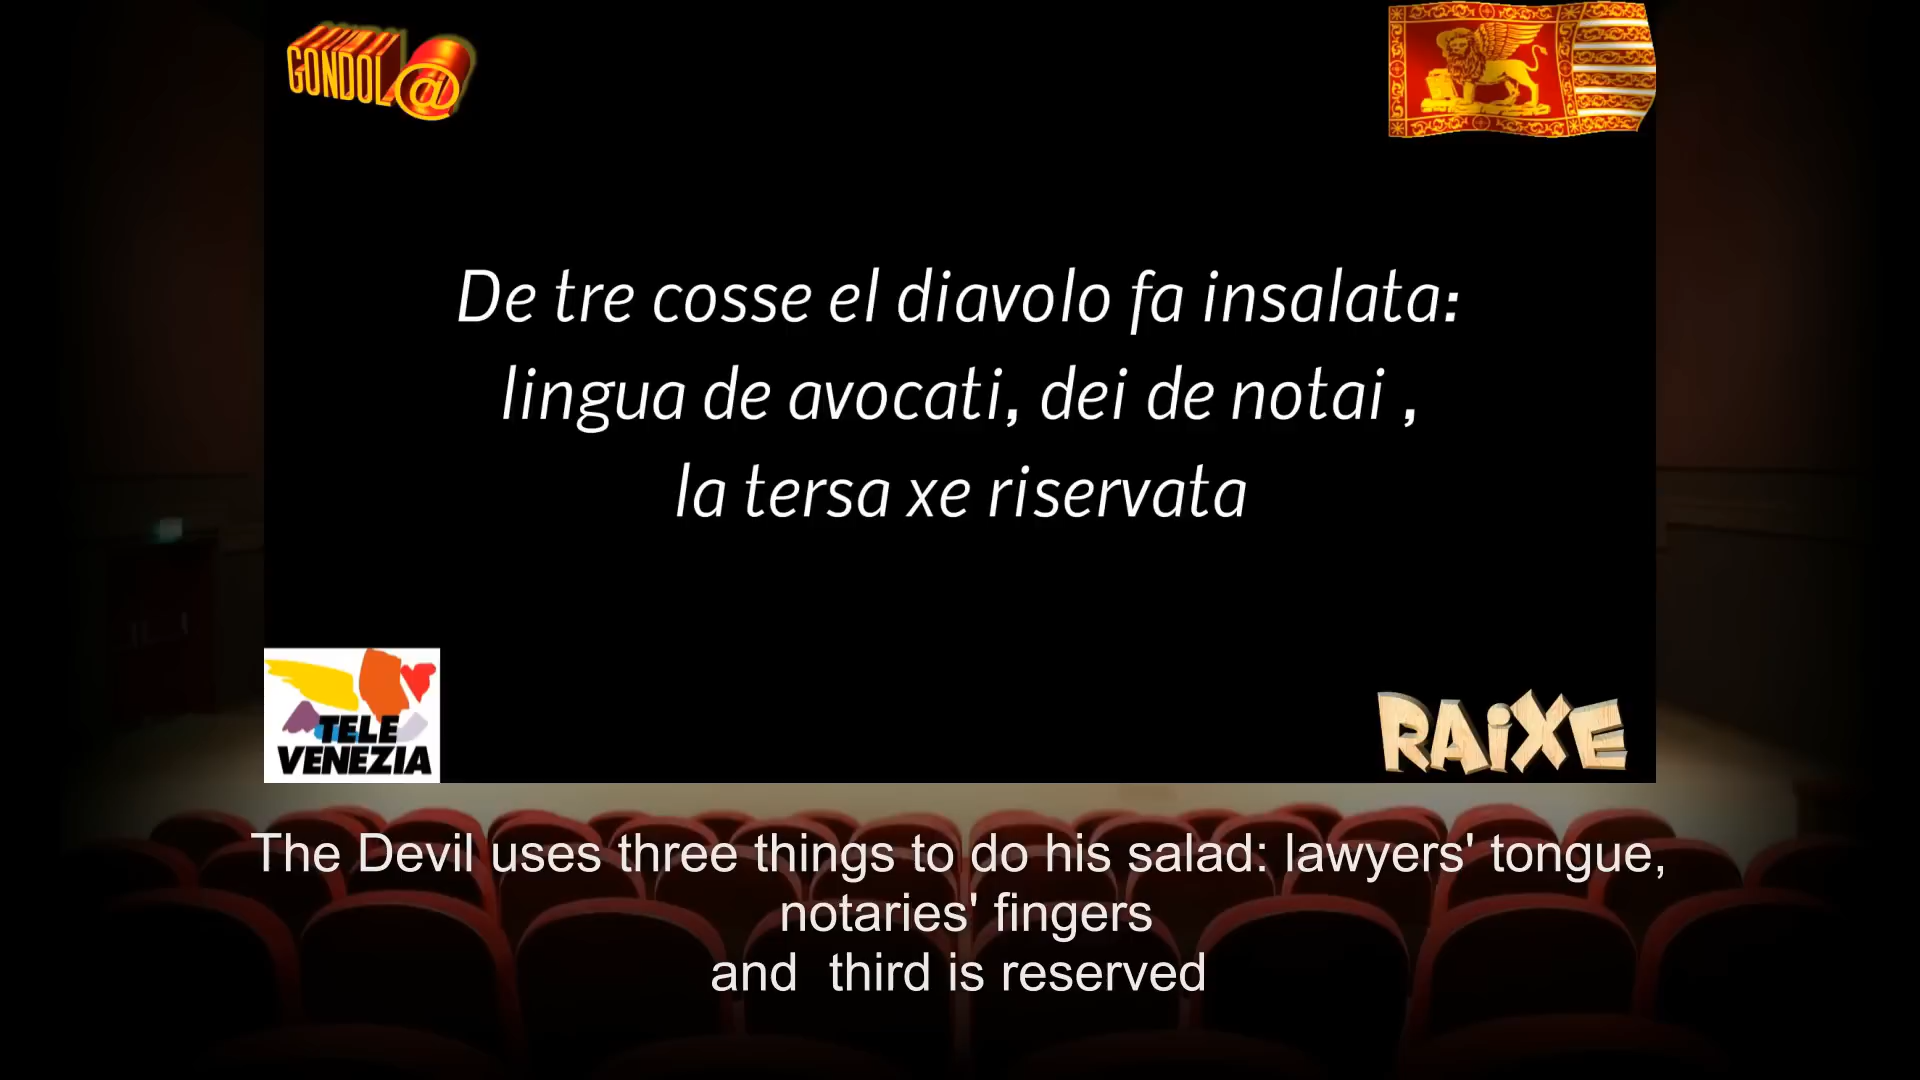 GONDOL@
De tre cosse el diavolo fa insalata:
lingua de avocati, dei de notai ,
la tersa xe riservata
TELE
VENEZIA
RAiXE
The Devil uses three things to do his salad: lawyers' tongue,
notaries' fingers
and  third is reserved